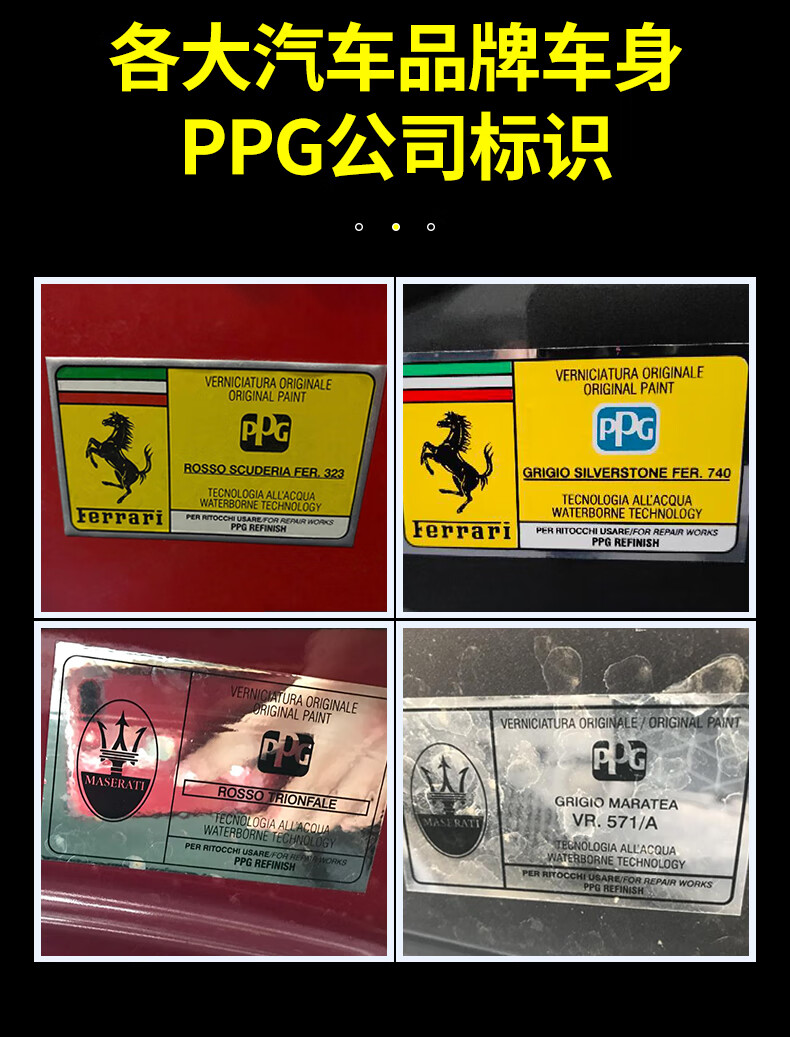 各大汽车品牌车身
PPG公司标识
VERNICIATURA ORIGINALE
ORIGINAL PAINT
PPG
ROSSO SCUDERIA FER. 323
TECNOLOGIA ALL'ACQUA
WATERBORNE TECHNOLOGY
Ferrari
PER RITOCCHI USARE/FOR REPAIR WORKS
PPG REFINISH
VERNICIATURA ORIGINALE
ORIGINAL PAINT
PPG
GRIGIO SILVERSTONE FER. 740
TECNOLOGIA ALL'ACQUA
WATERBORNE TECHNOLOGY
Ferrari
PER RITOCCHI USARE/FOR REPAIR WORKS
PPG REFINISH
VERNICIATURA ORIGINALE
ORIGINAL PAINT
PPG
MASERATI
ROSSO TRIONFALE
TECNOLOGIA ALL'ACQUA
WATERBORNE TECHNOLOGY
PER RITOCCHI USARE/FOR REPAIR WORKS
PPG REFINISH
VERNICIATURA ORIGINALE / ORIGINAL PAINT
PPG
GRIGIO MARATEA
MASERATI
VR. 571/A
TECNOLOGIA ALL'ACQUA
WATERBORNE TECHNOLOGY
PER RITOCCHI USARE/FOR REPAIR WORKS
PPG REFINISH